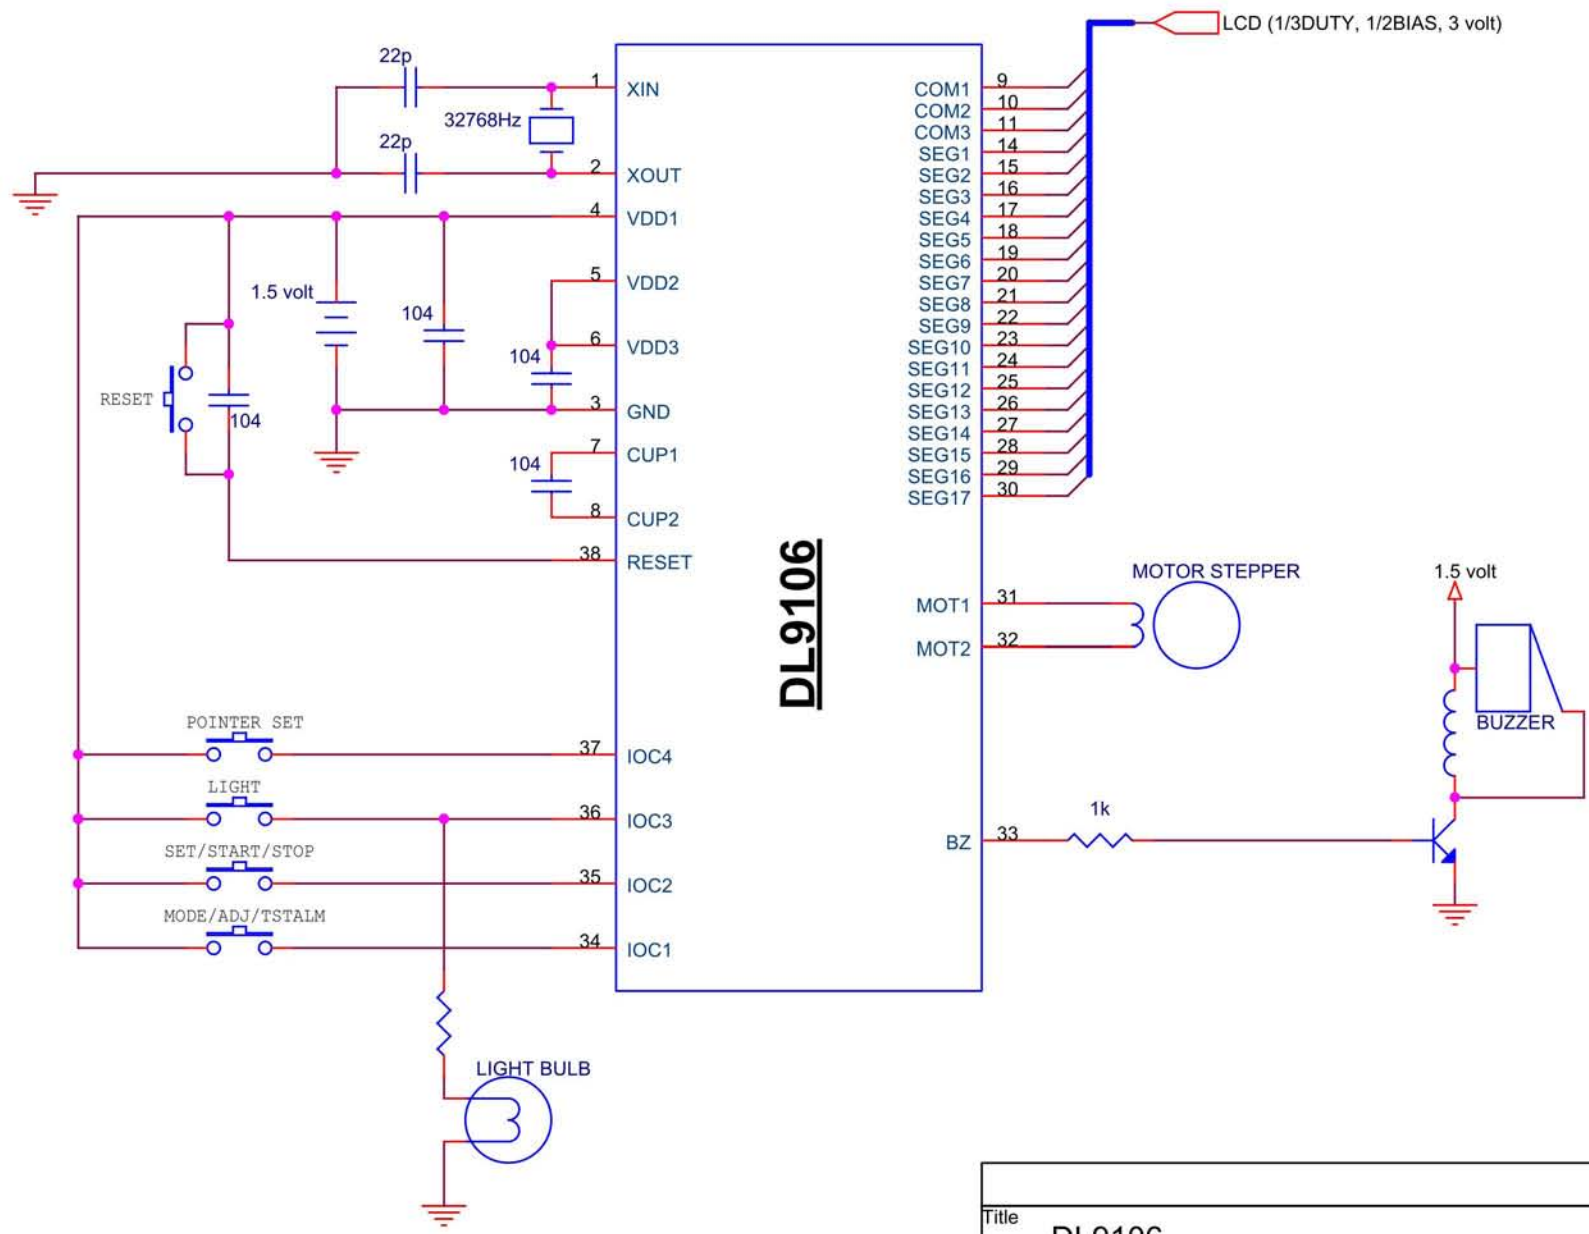 LCD (1/3DUTY, 1/2BIAS, 3 volt)
22p
1 XIN
32768Hz
22p
2 XOUT
4 VDD1
1.5 volt
5 VDD2
104
6 VDD3
104
RESET
104
3 GND
7 CUP1
104
8 CUP2
38 RESET
POINTER SET
37 IOC4
LIGHT
36 IOC3
SET/START/STOP
35 IOC2
MODE/ADJ/TSTALM
34 IOC1
LIGHT BULB
DL9106
COM1 9
COM2 10
COM3 11
SEG1 14
SEG2 15
SEG3 16
SEG4 17
SEG5 18
SEG6 19
SEG7 20
SEG8 21
SEG9 22
SEG10 23
SEG11 24
SEG12 25
SEG13 26
SEG14 27
SEG15 28
SEG16 29
SEG17 30
MOTOR STEPPER
MOT1 31
MOT2 32
1.5 volt
BUZZER
1k
BZ 33
Title
DL9106